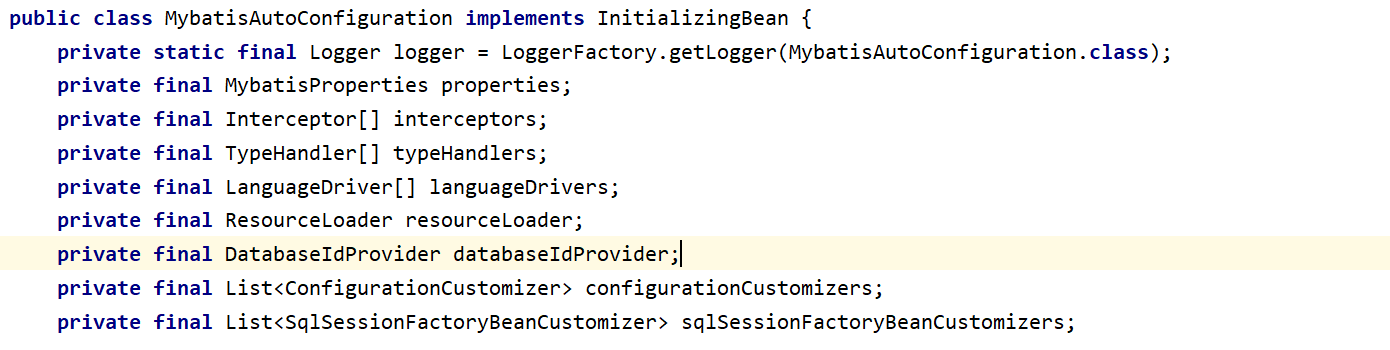 public class MybatisAutoConfiguration implements InitializingBean {
    private static final Logger logger = LoggerFactory.getLogger(MybatisAutoConfiguration.class);
    private final MybatisProperties properties;
    private final Interceptor[] interceptors;
    private final TypeHandler[] typeHandlers;
    private final LanguageDriver[] languageDrivers;
    private final ResourceLoader resourceLoader;
    private final DatabaseIdProvider databaseIdProvider;
    private final List<ConfigurationCustomizer> configurationCustomizers;
    private final List<SqlSessionFactoryBeanCustomizer> sqlSessionFactoryBeanCustomizers;